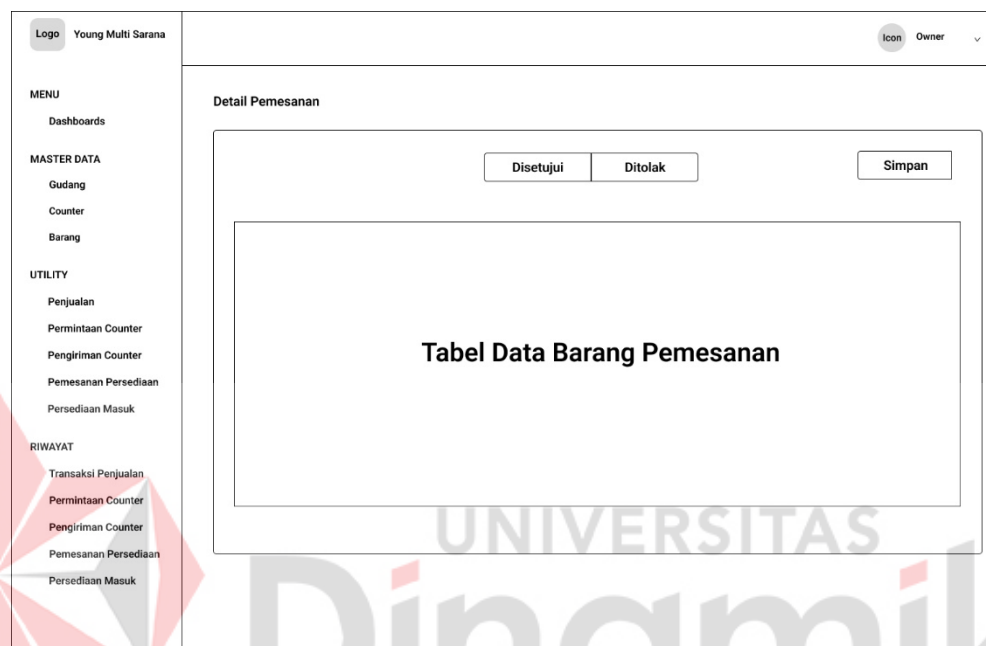 Logo Young Multi Sarana
Icon Owner
MENU
Dashboards
MASTER DATA
Gudang
Counter
Barang
UTILITY
Penjualan
Permintaan Counter
Pengiriman Counter
Pemesanan Persediaan
Persediaan Masuk
RIWAYAT
Transaksi Penjualan
Permintaan Counter
Pengiriman Counter
Pemesanan Persediaan
Persediaan Masuk
Detail Pemesanan
Disetujui Ditolak Simpan
Tabel Data Barang Pemesanan
UNIVERSITAS
Dinamik